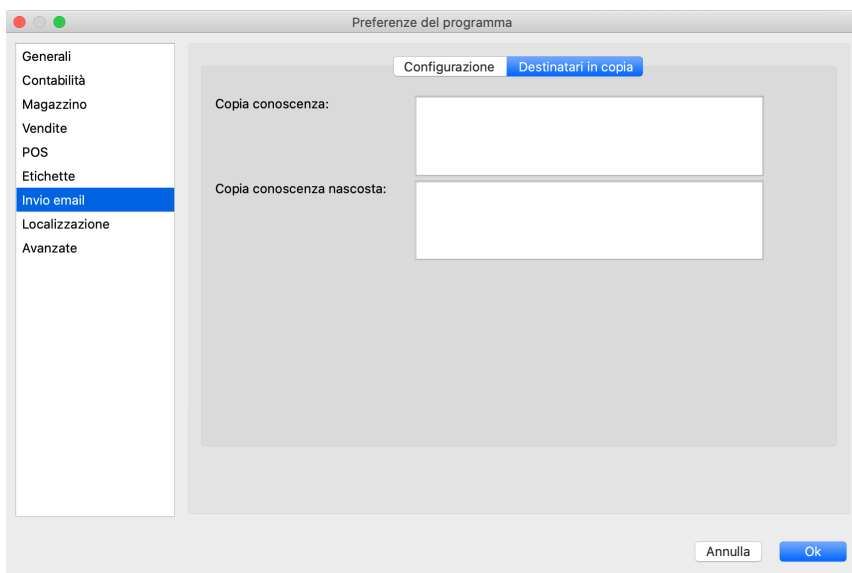 Preferenze del programma
Generali
Contabilità
Magazzino
Vendite
POS
Etichette
Invio email
Localizzazione
Avanzate
Configurazione
Destinatari in copia
Copia conoscenza:
Copia conoscenza nascosta:
Annulla
Ok